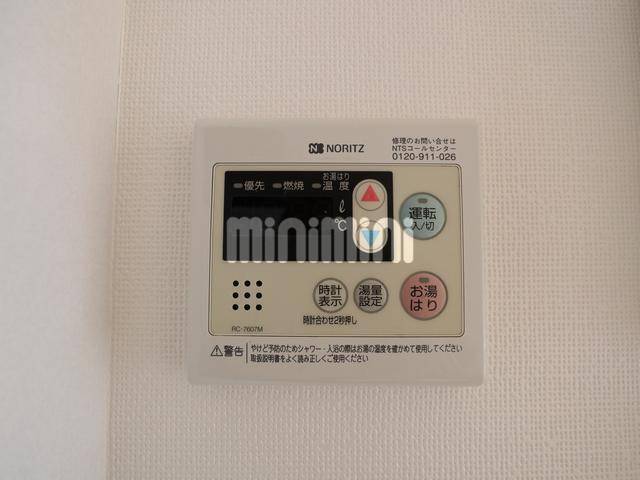 NORITZ
修理のお問い合せは
NTSコールセンター
0120-911-026
お湯はり
優先 燃焼 温度
ℓ
℃
運転
入/切
minimini
時計
表示
湯量
設定
お湯
はり
時計合わせ2秒押し
RC-7607M
警告
やけど予防のためシャワー・入浴の際はお湯の温度を確かめて使用してください
取扱説明書をよく読み正しくご使用ください